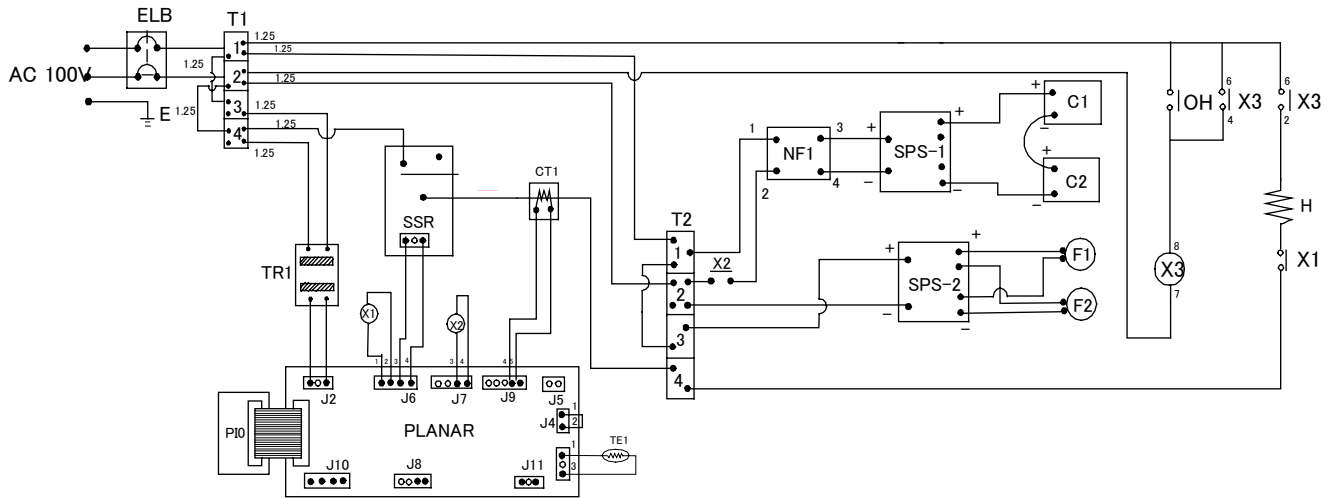 ELB
T1
AC 100V
E
1
2
3
4
1.25
1.25
1.25
1.25
1.25
1.25
1.25
1.25
1.25
1.25
TR1
SSR
CT1
X1
X2
1 2 3 4
3 4
4 5
J2
J6
J7
J9
J5
J4
1
2
PI0
PLANAR
J10
J8
J11
1
3
TE1
T2
1
2
3
4
X2
1
2
NF1
3
4
+
−
SPS-1
+
−
+
C1
−
+
C2
−
+
−
SPS-2
+
−
F1
F2
OH
6
X3
4
6
X3
2
H
X1
8
X3
7